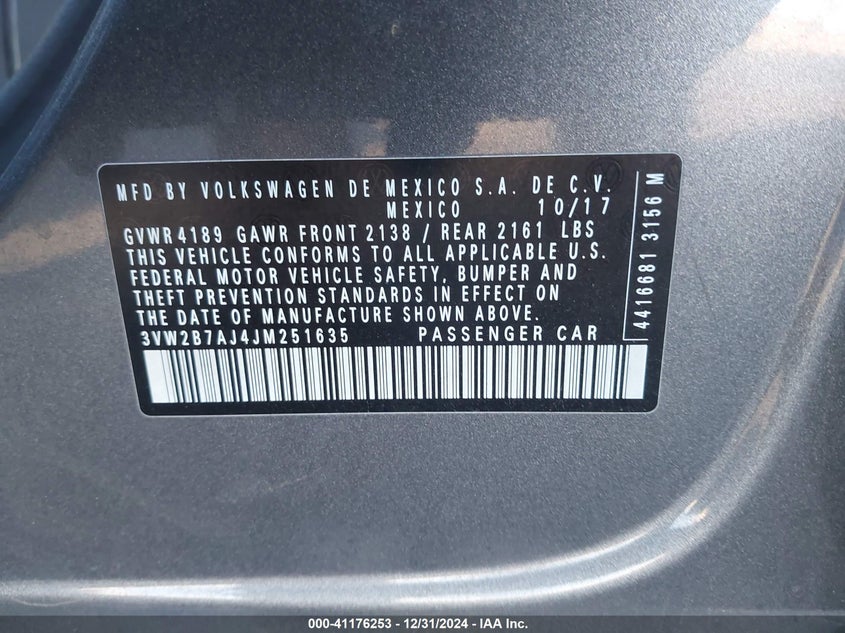 MFD BY VOLKSWAGEN DE MEXICO S.A. DE C.V.
MEXICO 10/17
GVWR 4189 GAWR FRONT 2138 / REAR 2161 LBS
THIS VEHICLE CONFORMS TO ALL APPLICABLE U.S.
FEDERAL MOTOR VEHICLE SAFETY, BUMPER AND
THEFT PREVENTION STANDARDS IN EFFECT ON
THE DATE OF MANUFACTURE SHOWN ABOVE.
3VW2B7AJ4JM251635 PASSENGER CAR
4416681 3156 M
000-41176253 - 12/31/2024 - IAA Inc.